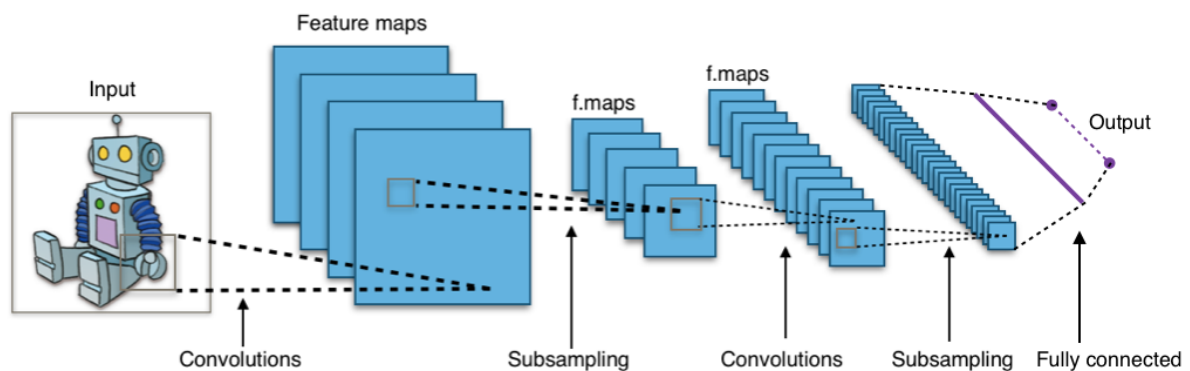 Feature maps
Input
f.maps
f.maps
Output
Convolutions
Subsampling
Convolutions
Subsampling
Fully connected